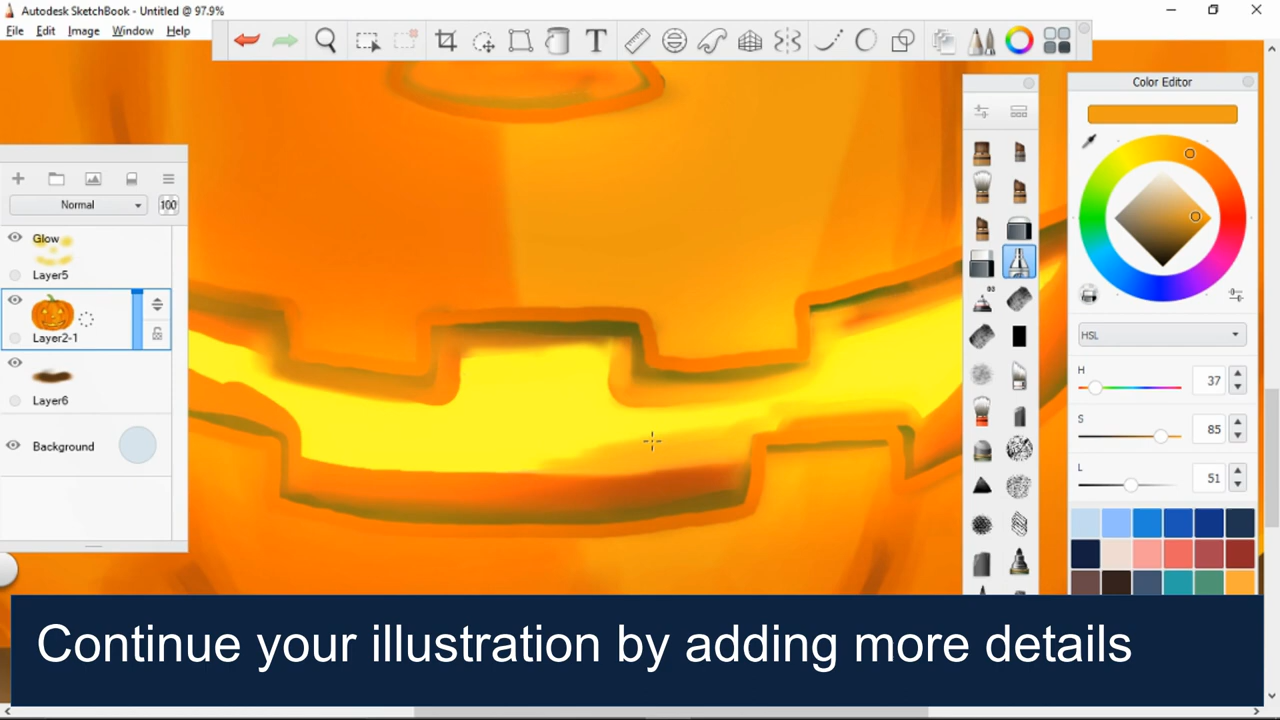 Autodesk SketchBook - Untitled @ 97.9%
File Edit Image Window Help
Color Editor
Normal 100
Glow
Layer5
Layer2-1
Layer6
Background
HSL
H 37
S 85
L 51
Continue your illustration by adding more details